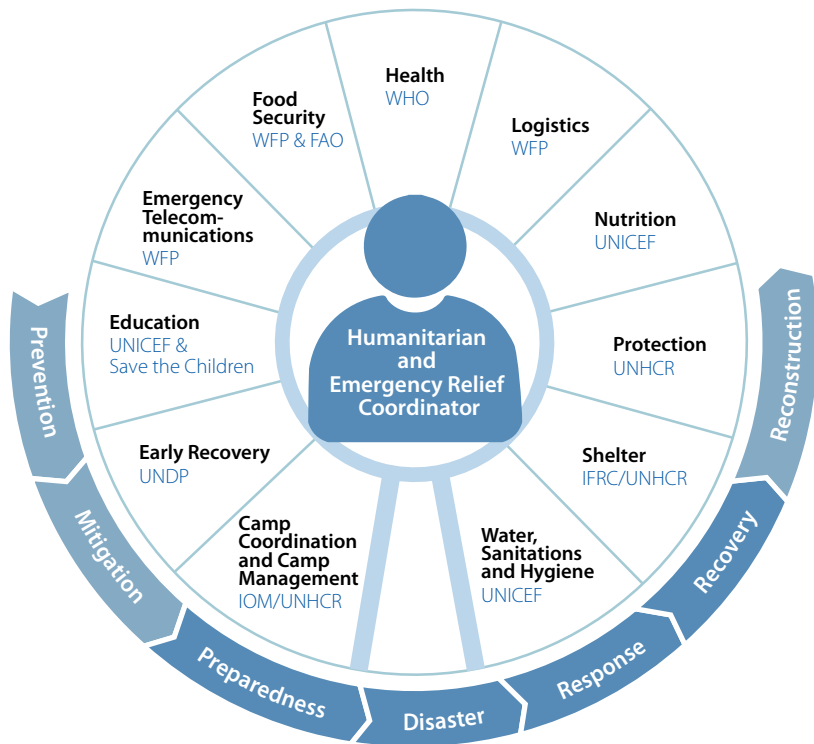 Health
WHO
Logistics
WFP
Nutrition
UNICEF
Protection
UNHCR
Shelter
IFRC/UNHCR
Water,
Sanitations
and Hygiene
UNICEF
Camp
Coordination
and Camp
Management
IOM/UNHCR
Early Recovery
UNDP
Education
UNICEF &
Save the Children
Emergency
Telecom-
munications
WFP
Food
Security
WFP & FAO
Humanitarian
and
Emergency Relief
Coordinator
Prevention
Mitigation
Preparedness
Disaster
Response
Recovery
Reconstruction